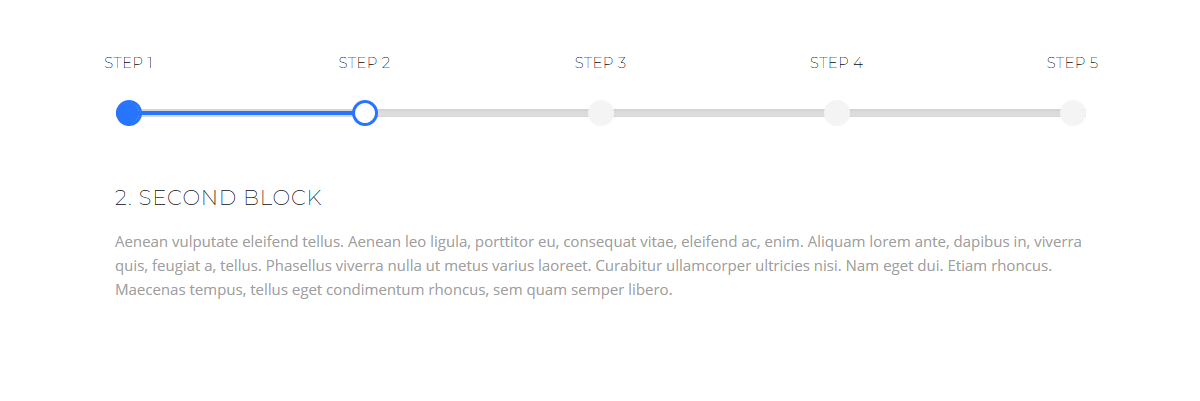 STEP 1 STEP 2 STEP 3 STEP 4 STEP 5
2. SECOND BLOCK
Aenean vulputate eleifend tellus. Aenean leo ligula, porttitor eu, consequat vitae, eleifend ac, enim. Aliquam lorem ante, dapibus in, viverra
quis, feugiat a, tellus. Phasellus viverra nulla ut metus varius laoreet. Curabitur ullamcorper ultricies nisi. Nam eget dui. Etiam rhoncus.
Maecenas tempus, tellus eget condimentum rhoncus, sem quam semper libero.